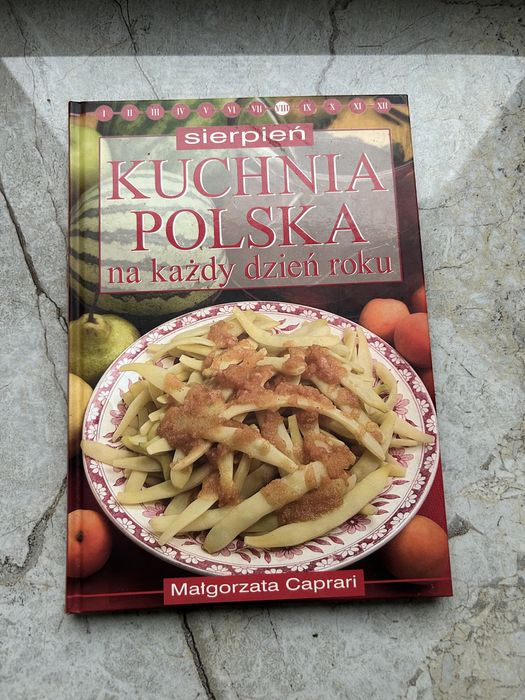 I II III IV V VI VII VIII IX X XI XII
sierpień
KUCHNIA
POLSKA
na każdy dzień roku
Małgorzata Caprari